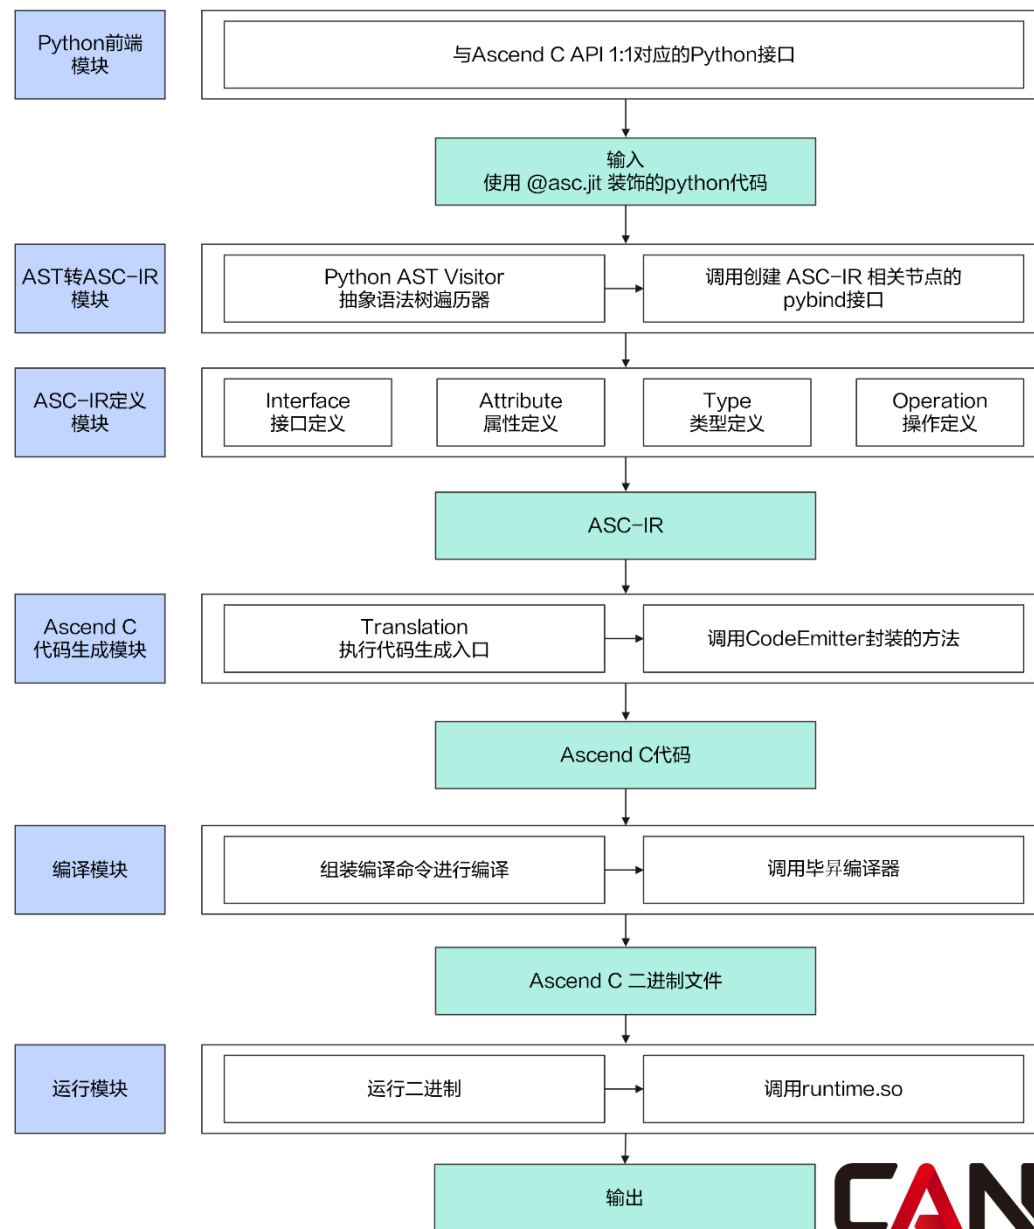 Python前端
模块
与Ascend C API 1:1对应的Python接口
输入
使用 @asc.jit 装饰的python代码
AST转ASC-IR
模块
Python AST Visitor
抽象语法树遍历器
调用创建 ASC-IR 相关节点的
pybind接口
ASC-IR定义
模块
Interface
接口定义
Attribute
属性定义
Type
类型定义
Operation
操作定义
ASC-IR
Ascend C
代码生成模块
Translation
执行代码生成入口
调用CodeEmitter封装的方法
Ascend C代码
编译模块
组装编译命令进行编译
调用毕昇编译器
Ascend C 二进制文件
运行模块
运行二进制
调用runtime.so
输出
CAN